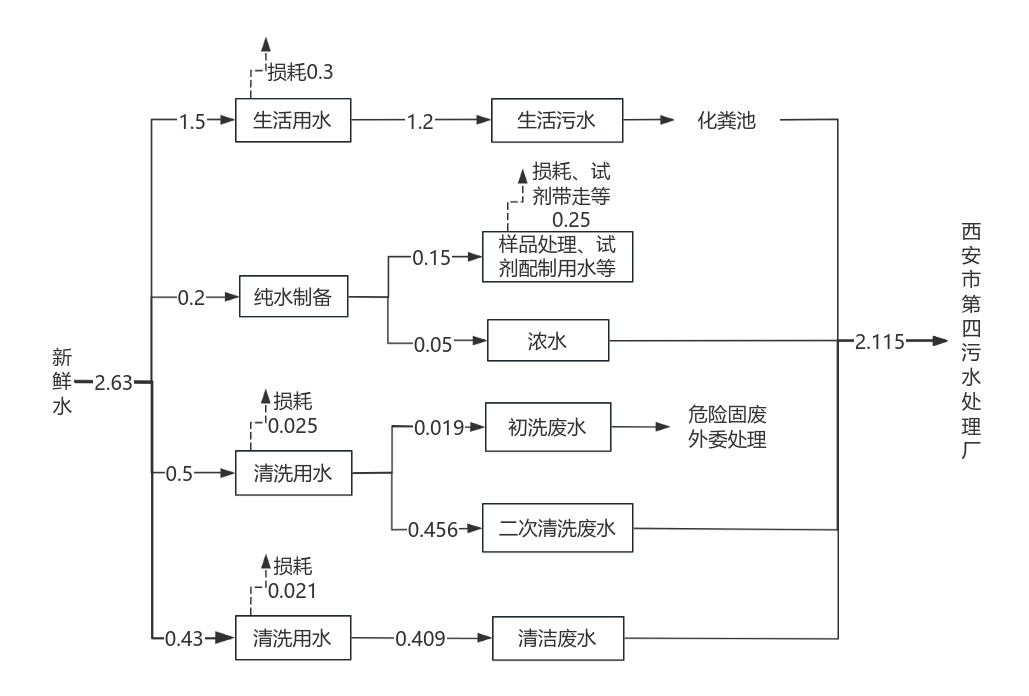 损耗0.3
1.5
生活用水
1.2
生活污水
化粪池
损耗、试
剂带走等
0.25
样品处理、试
剂配制用水等
0.15
0.2
纯水制备
0.05
浓水
新
鲜
水
2.63
2.115
西
安
市
第
四
污
水
处
理
厂
损耗
0.025
0.019
初洗废水
危险固废
外委处理
0.5
清洗用水
0.456
二次清洗废水
损耗
0.021
0.43
清洗用水
0.409
清洁废水